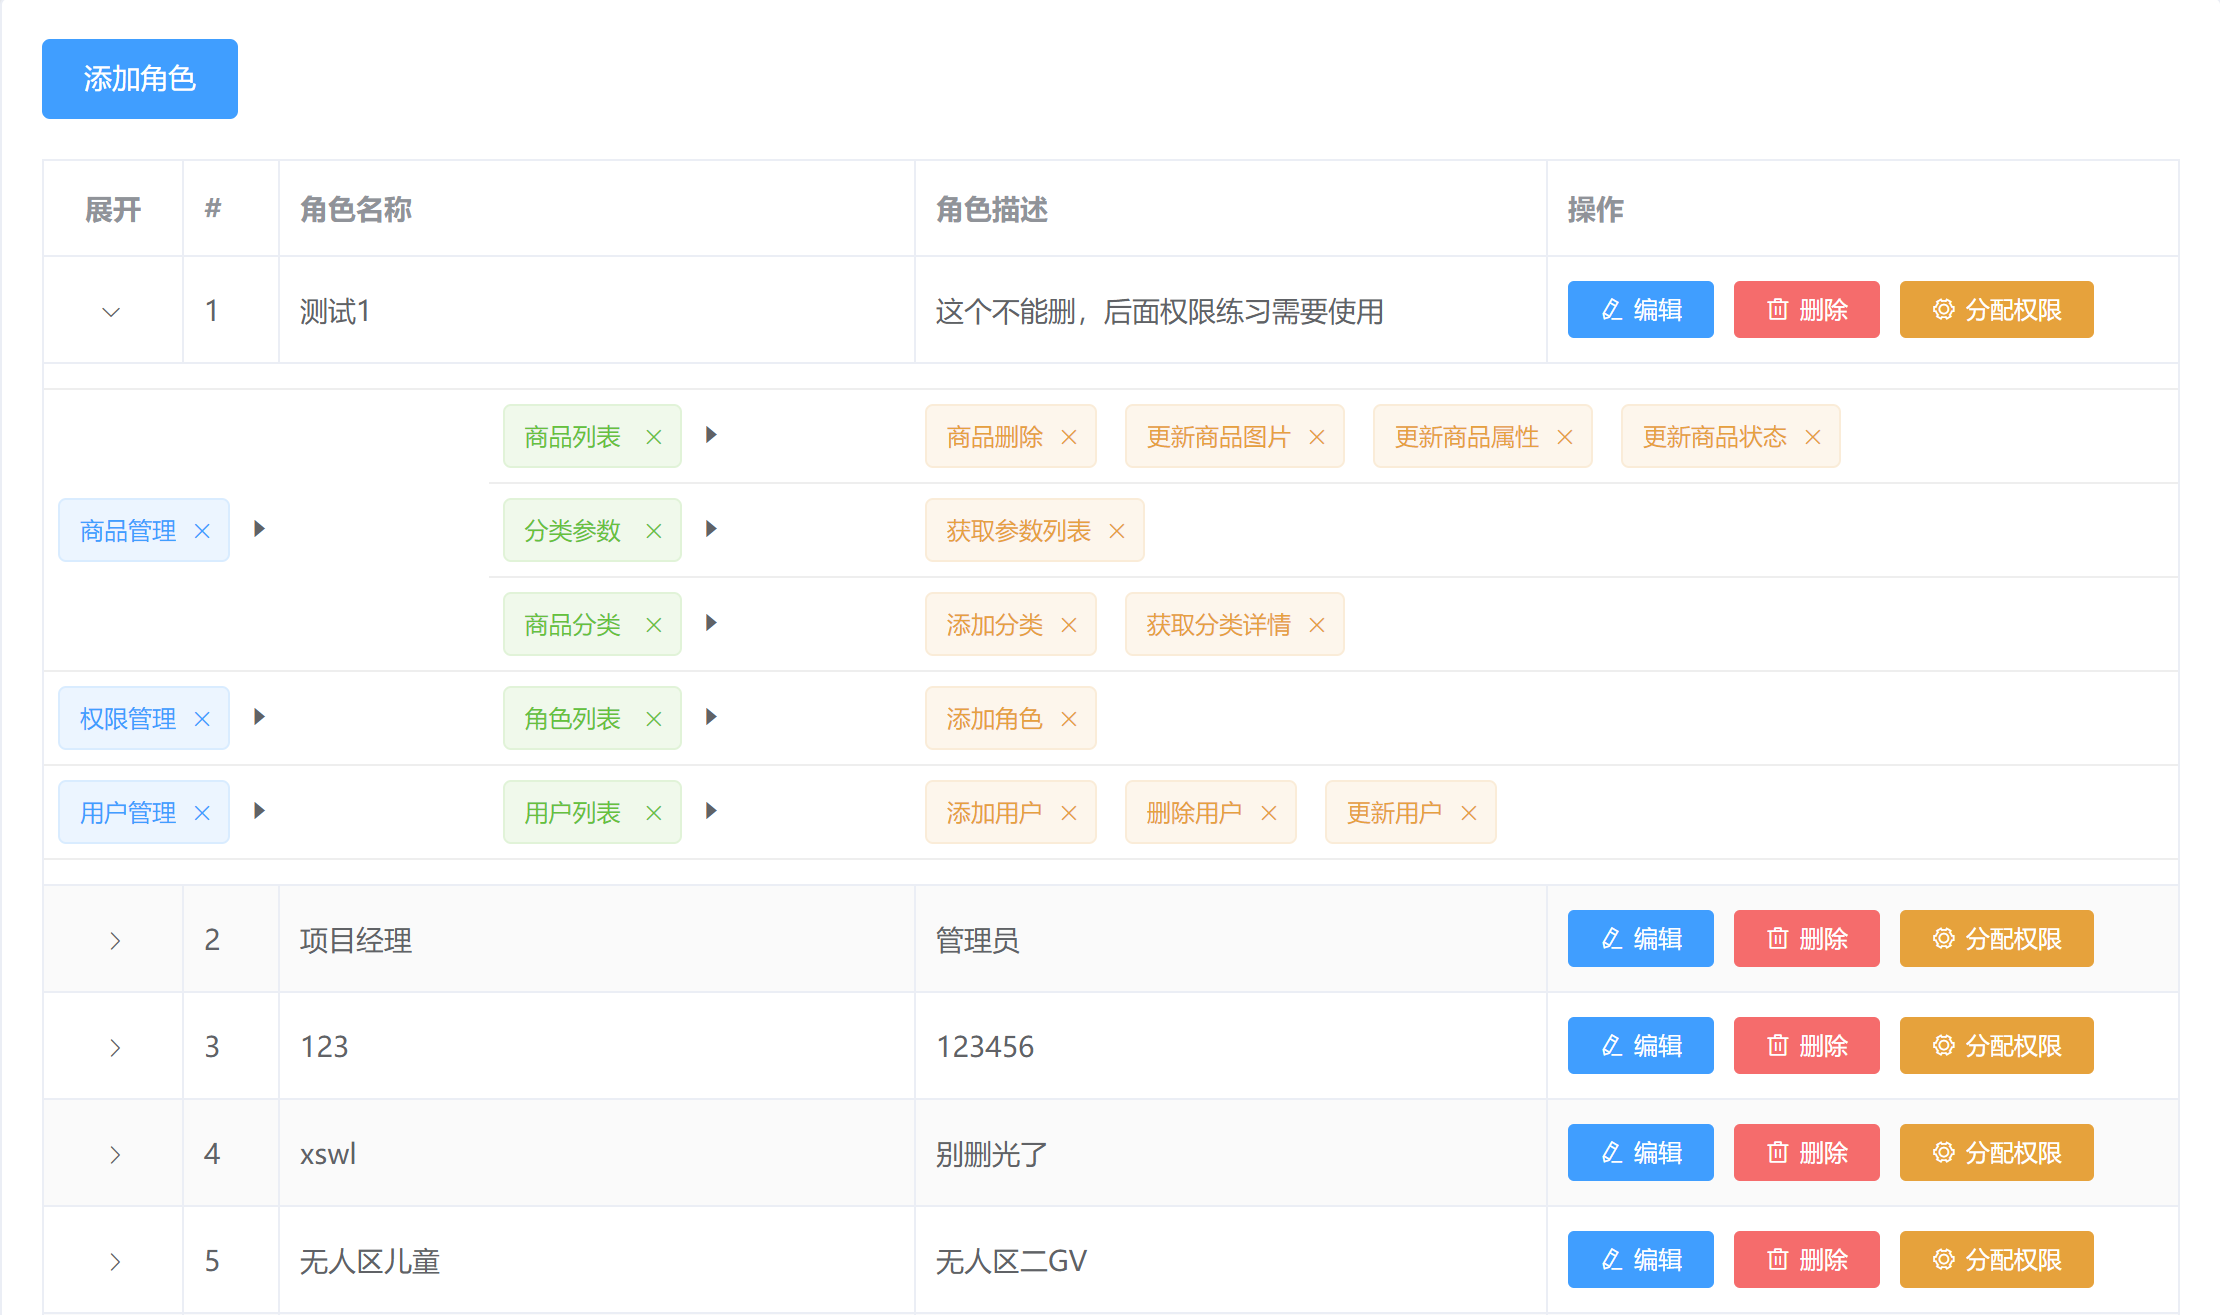 添加角色
展开 # 角色名称 角色描述 操作
1 测试1 这个不能删，后面权限练习需要使用 编辑 删除 分配权限
商品列表 商品删除 更新商品图片 更新商品属性 更新商品状态
商品管理 分类参数 获取参数列表
商品分类 添加分类 获取分类详情
权限管理 角色列表 添加角色
用户管理 用户列表 添加用户 删除用户 更新用户
2 项目经理 管理员 编辑 删除 分配权限
3 123 123456 编辑 删除 分配权限
4 xswl 别删光了 编辑 删除 分配权限
5 无人区儿童 无人区二GV 编辑 删除 分配权限